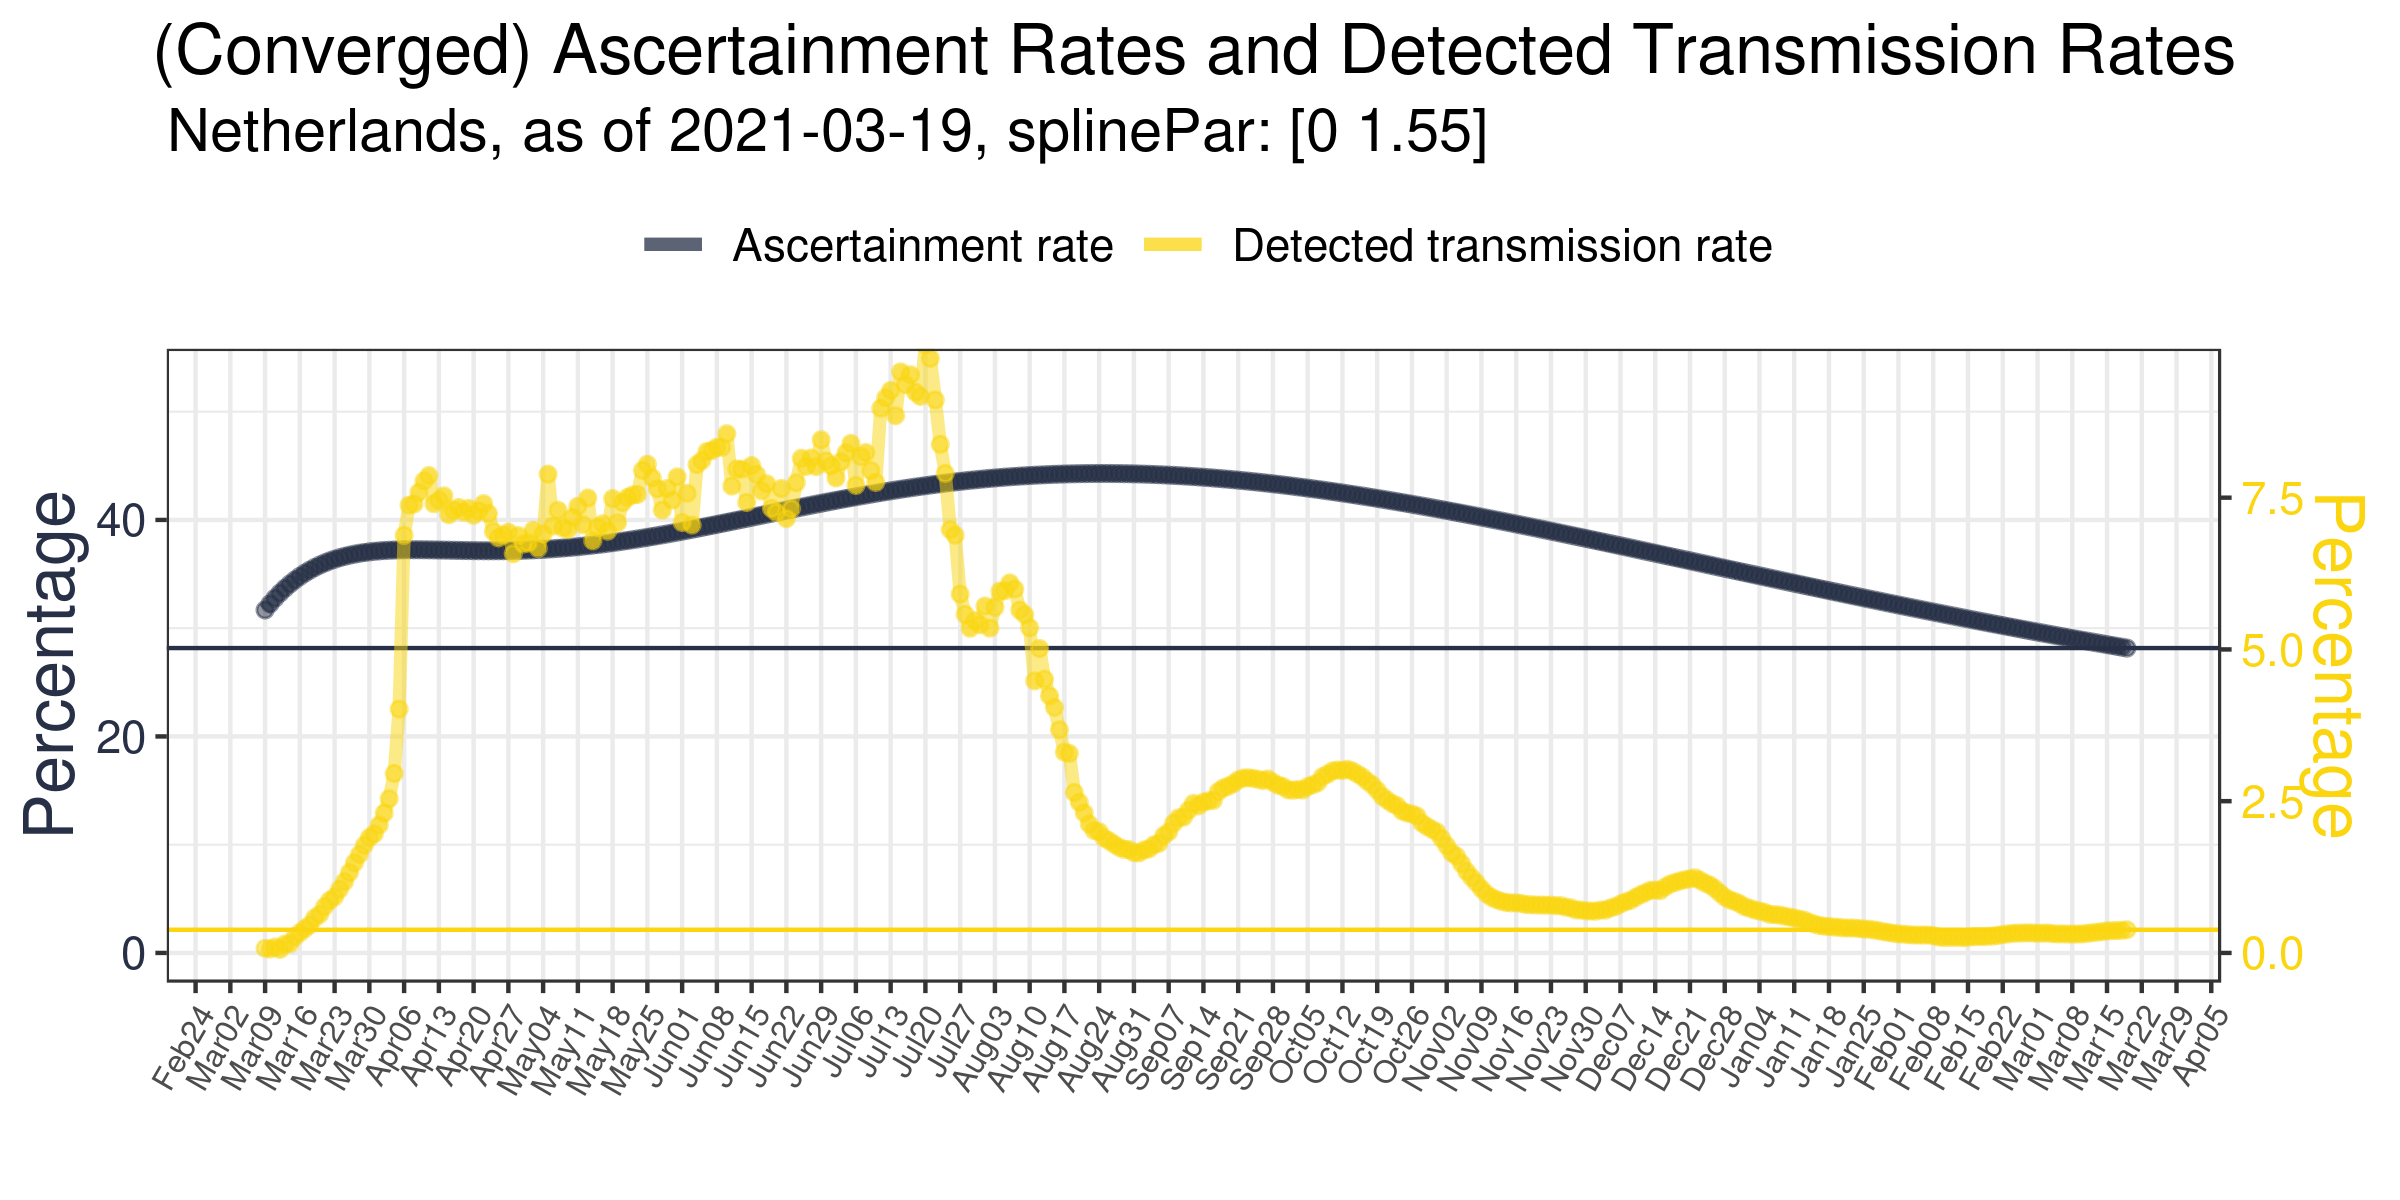 (Converged) Ascertainment Rates and Detected Transmission Rates
Netherlands, as of 2021-03-19, splinePar: [0 1.55]
Ascertainment rate
Detected transmission rate
Percentage
40
20
0
7.5
5.0
2.5
0.0
Percentage
Feb24
Mar02
Mar09
Mar16
Mar23
Mar30
Apr06
Apr13
Apr20
Apr27
May04
May11
May18
May25
Jun01
Jun08
Jun15
Jun22
Jun29
Jul06
Jul13
Jul20
Jul27
Aug03
Aug10
Aug17
Aug24
Aug31
Sep07
Sep14
Sep21
Sep28
Oct05
Oct12
Oct19
Oct26
Nov02
Nov09
Nov16
Nov23
Nov30
Dec07
Dec14
Dec21
Dec28
Jan04
Jan11
Jan18
Jan25
Feb01
Feb08
Feb15
Feb22
Mar01
Mar08
Mar15
Mar22
Mar29
Apr05